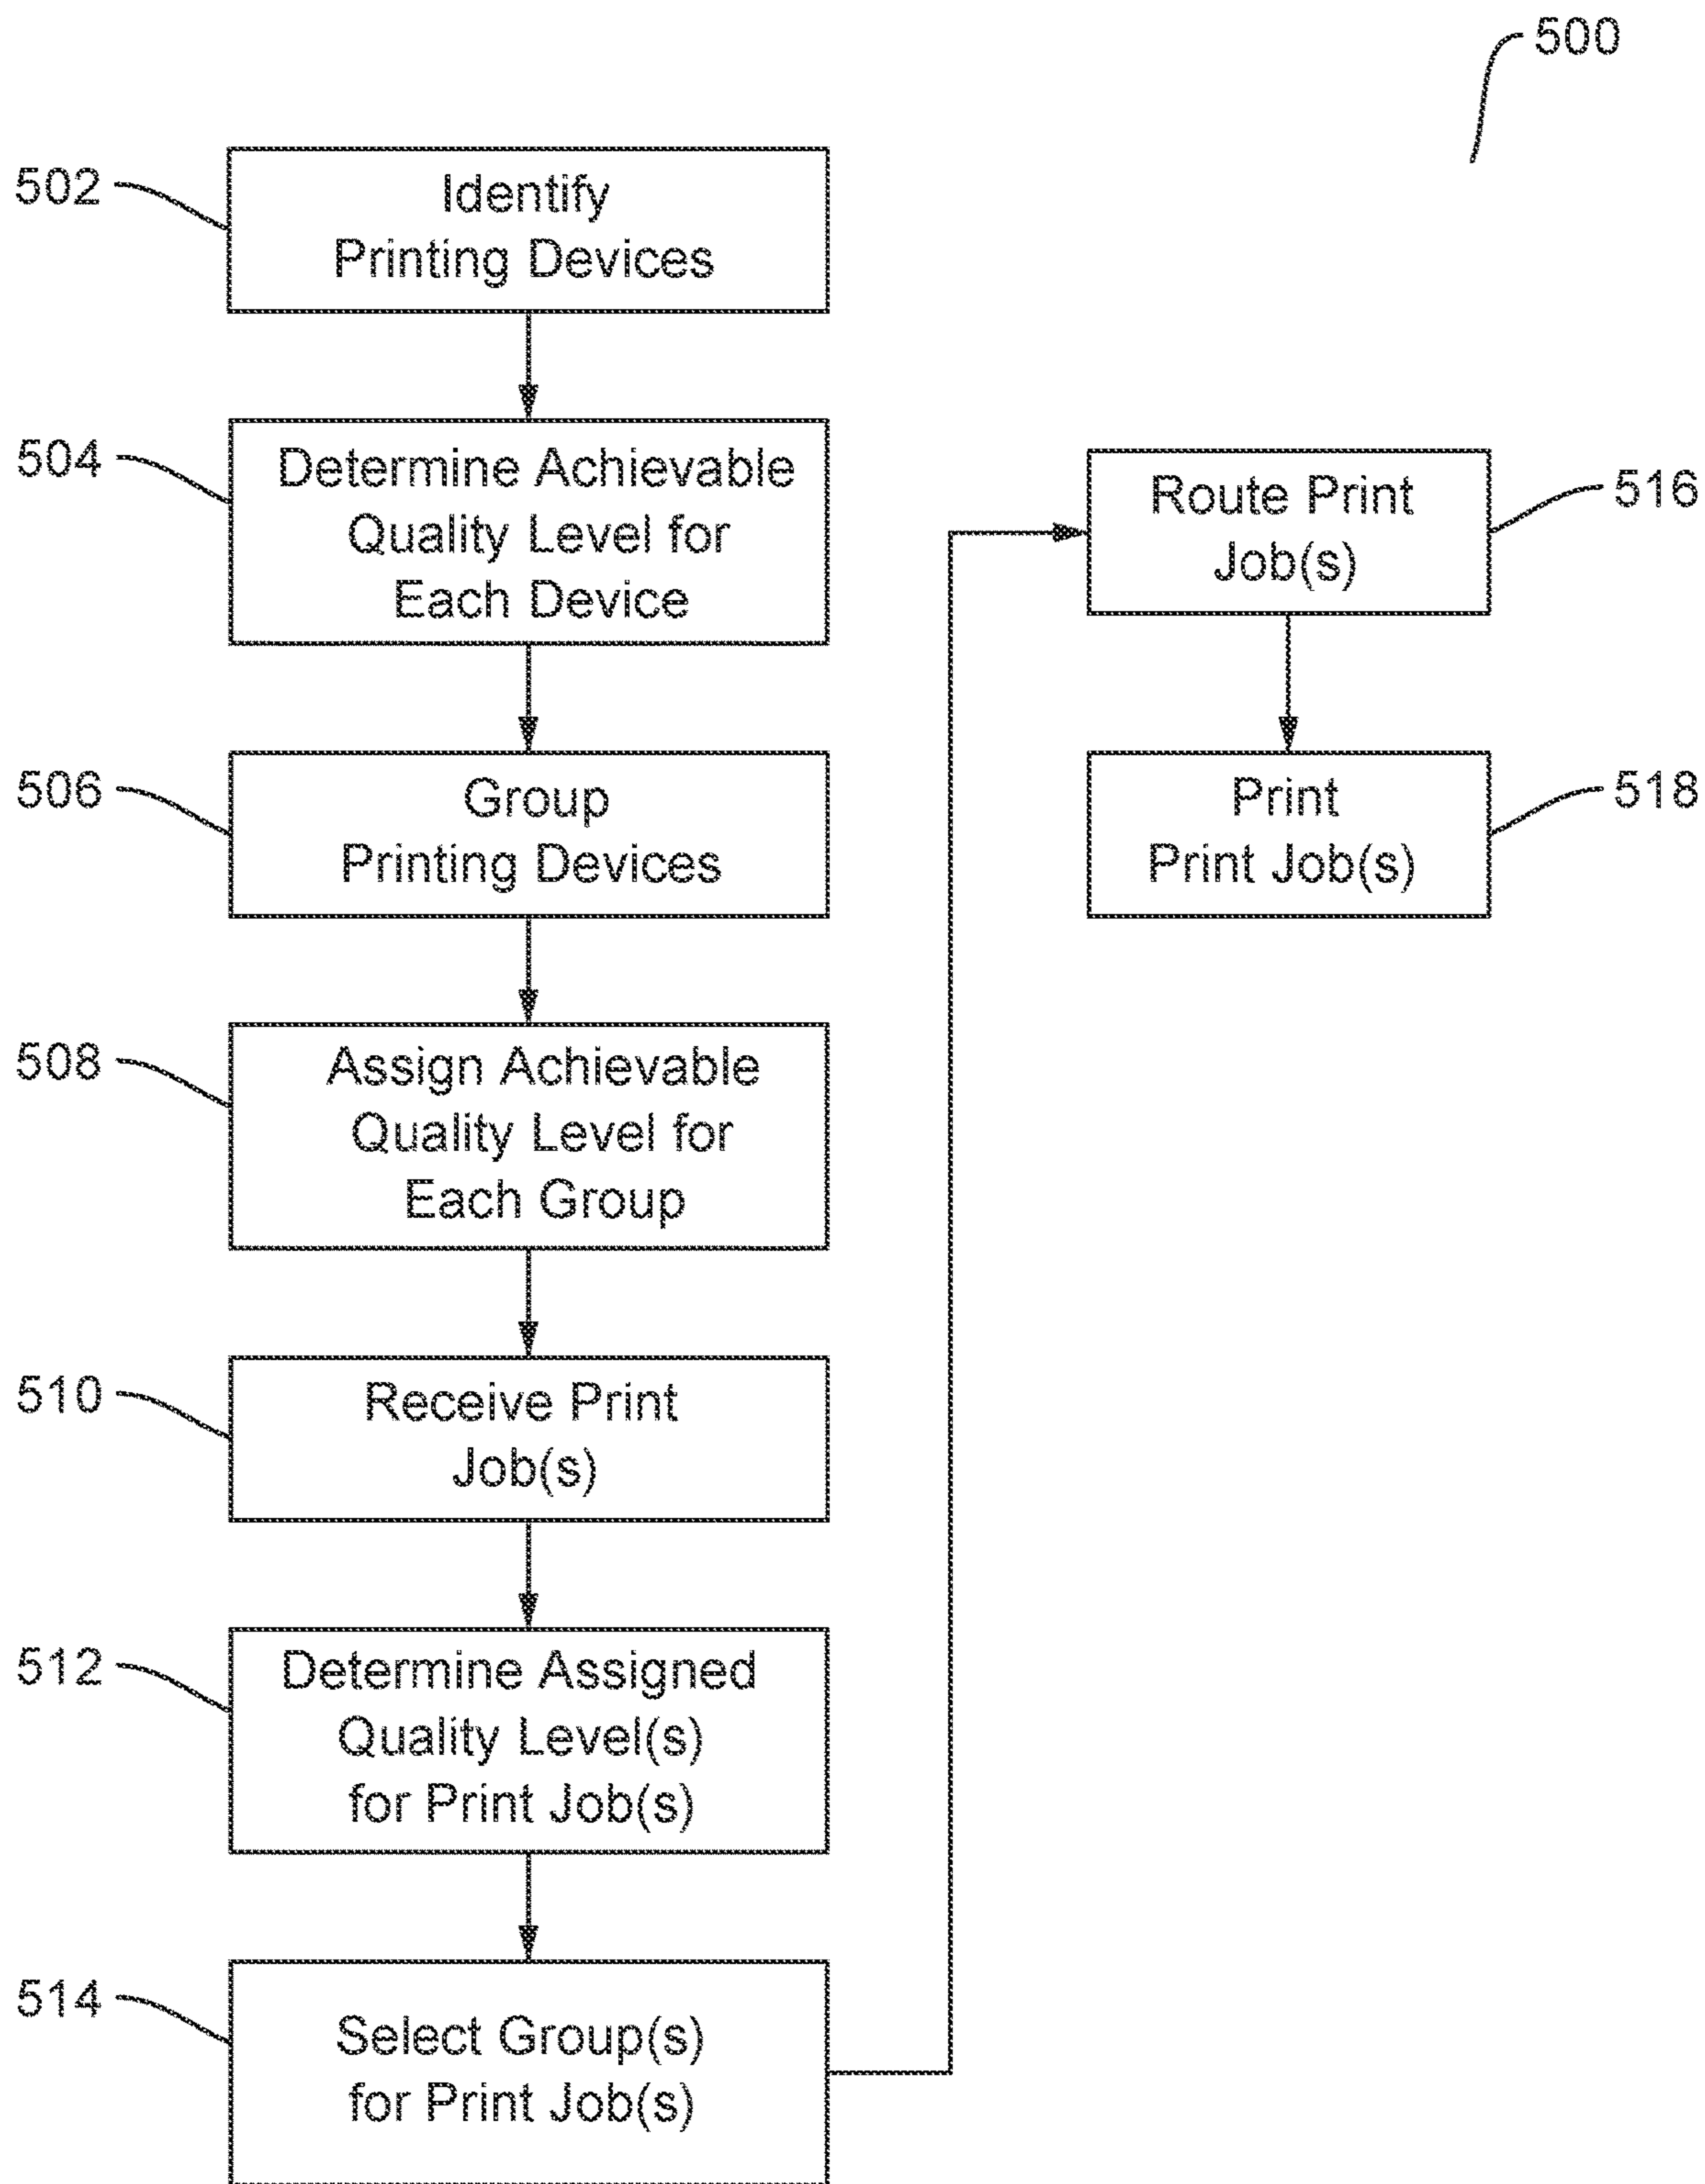 500
502
Identify
Printing Devices
504
Determine Achievable
Quality Level for
Each Device
506
Group
Printing Devices
508
Assign Achievable
Quality Level for
Each Group
510
Receive Print
Job(s)
512
Determine Assigned
Quality Level(s)
for Print Job(s)
514
Select Group(s)
for Print Job(s)
Route Print
Job(s)
516
Print
Print Job(s)
518